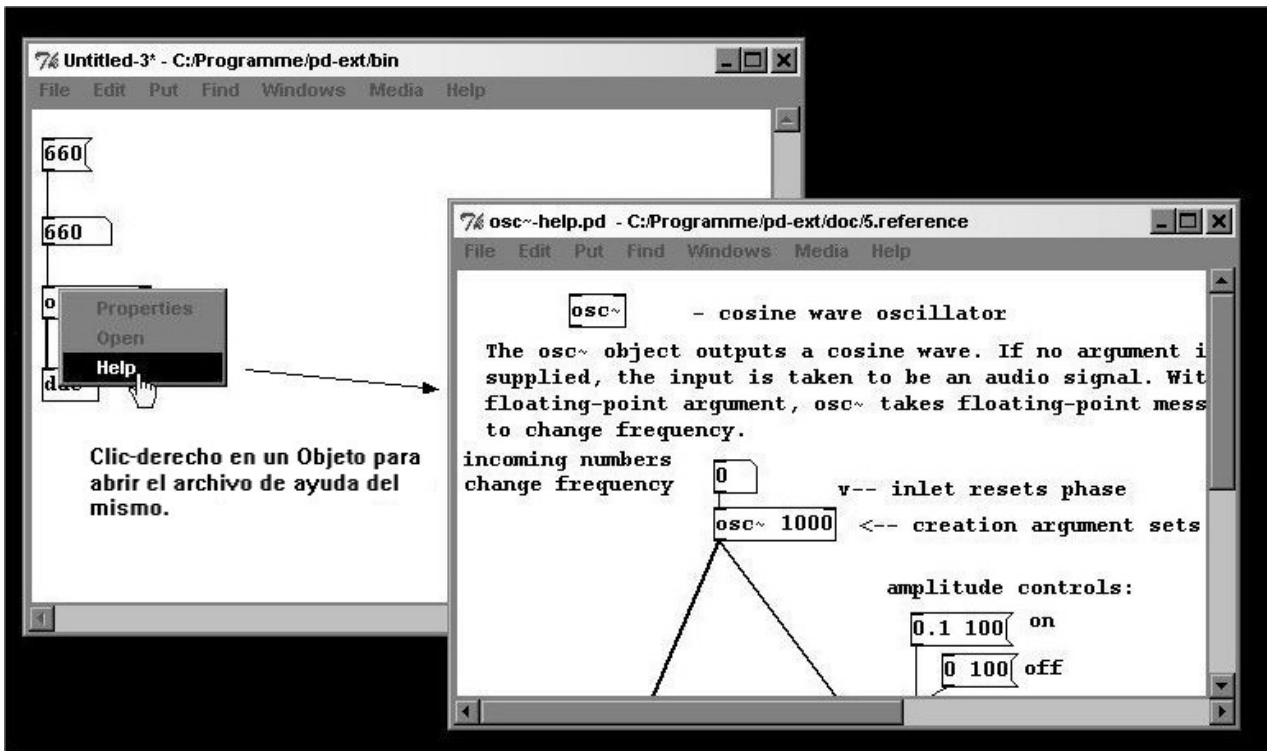 Untitled-3* - C:/Programme/pd-ext/bin
File Edit Put Find Windows Media Help
660
660
o
Properties
Open
Help
Clic-derecho en un Objeto para
abrir el archivo de ayuda del
mismo.
osc~-help.pd - C:/Programme/pd-ext/doc/5.reference
File Edit Put Find Windows Media Help
osc~ - cosine wave oscillator
The osc~ object outputs a cosine wave. If no argument i
supplied, the input is taken to be an audio signal. Wit
floating-point argument, osc~ takes floating-point mess
to change frequency.
incoming numbers
change frequency
0
v-- inlet resets phase
osc~ 1000 <-- creation argument sets
amplitude controls:
0.1 100 on
0 100 off